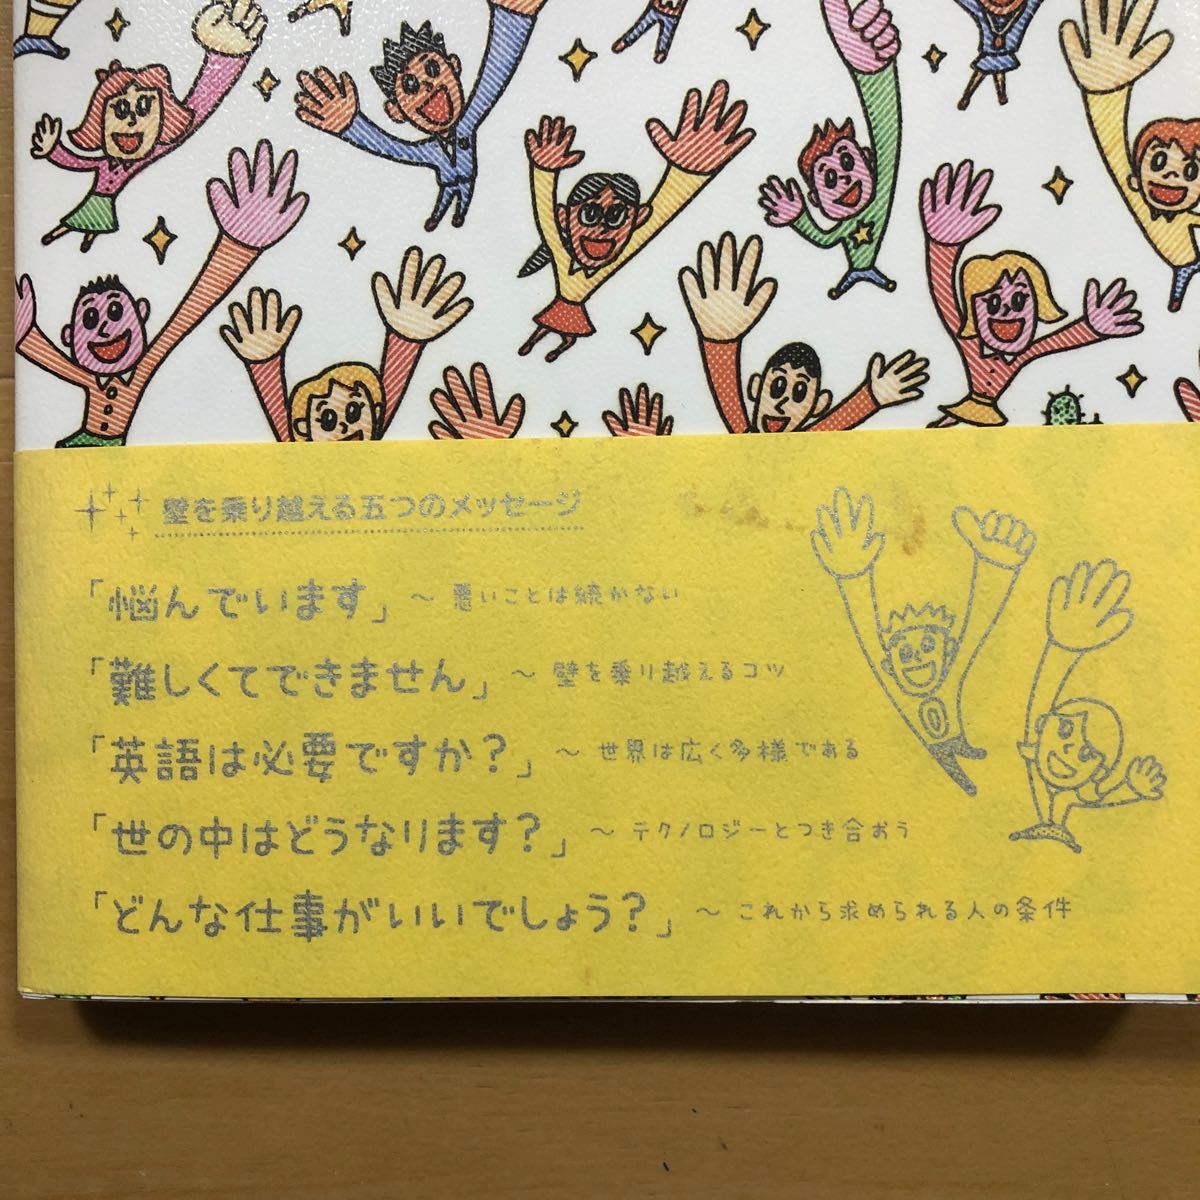 壁を乗り越える五つのメッセージ
「悩んでいます」～悪いことは続かない
「難しくてできません」～壁を乗り越えるコツ
「英語は必要ですか？」～世界は広く多様である
「世の中はどうなります？」～テクノロジーとつき合おう
「どんな仕事がいいでしょう？」～これから求められる人の条件